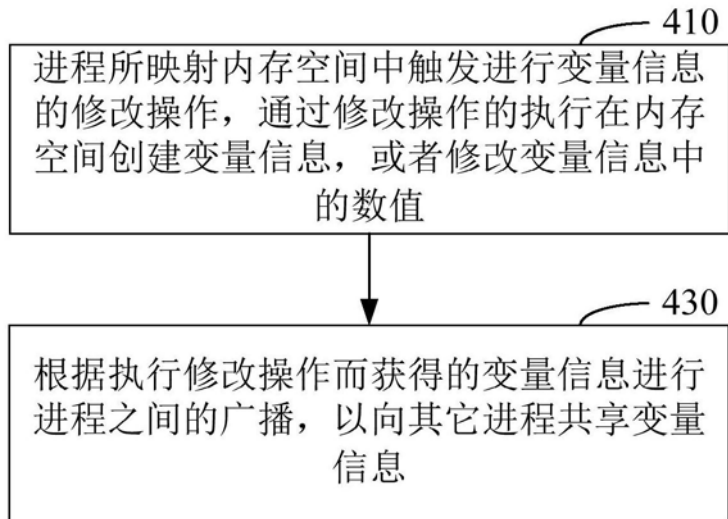 410
进程所映射内存空间中触发进行变量信息
的修改操作，通过修改操作的执行在内存
空间创建变量信息，或者修改变量信息中
的数值
430
根据执行修改操作而获得的变量信息进行
进程之间的广播，以向其它进程共享变量
信息